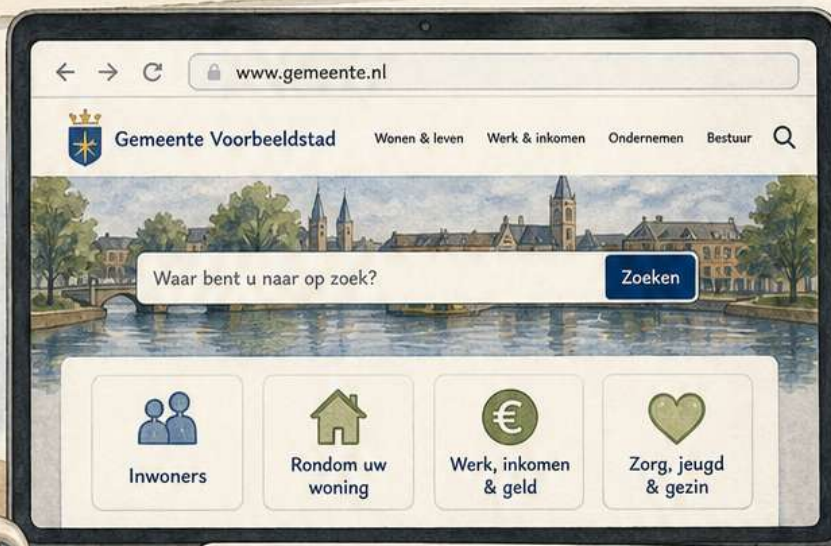 www.gemeente.nl
Gemeente Voorbeeldstad
Wonen & leven
Werk & inkomen
Ondernemen
Bestuur
Waar bent u naar op zoek?
Zoeken
Inwoners
Rondom uw
woning
Werk, inkomen
& geld
Zorg, jeugd
& gezin